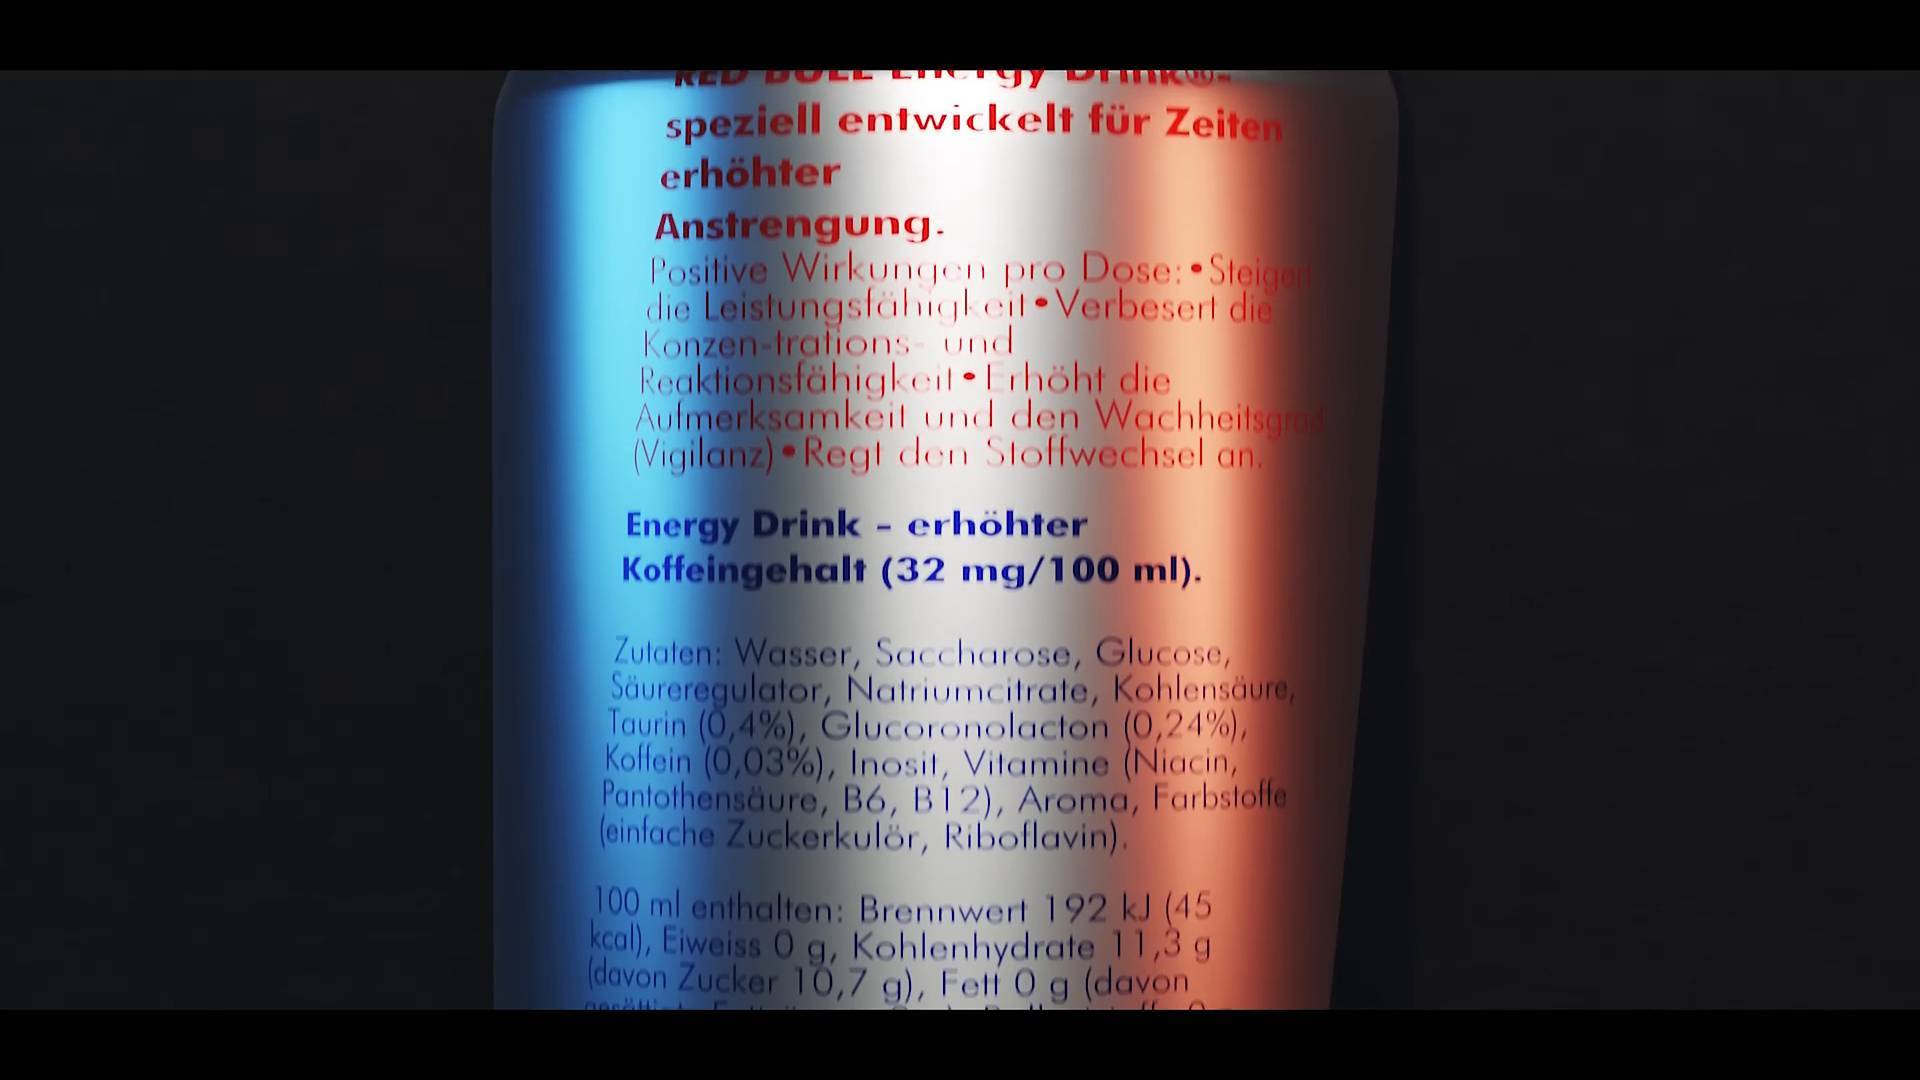 RED BULL Energy Drink®-
speziell entwickelt für Zeiten
erhöhter
Anstrengung.
Positive Wirkungen pro Dose: • Steigert
die Leistungsfähigkeit • Verbesert die
Konzen-trations- und
Reaktionsfähigkeit • Erhöht die
Aufmerksamkeit und den Wachheitsgrad
(Vigilanz) • Regt den Stoffwechsel an.
Energy Drink – erhöhter
Koffeingehalt (32 mg/100 ml).
Zutaten: Wasser, Saccharose, Glucose,
Säureregulator, Natriumcitrate, Kohlensäure,
Taurin (0,4%), Glucoronolacton (0,24%),
Koffein (0,03%), Inosit, Vitamine (Niacin,
Pantothensäure, B6, B12), Aroma, Farbstoffe
(einfache Zuckerkulör, Riboflavin).
100 ml enthalten: Brennwert 192 kJ (45
kcal), Eiweiss 0 g, Kohlenhydrate 11,3 g
(davon Zucker 10,7 g), Fett 0 g (davon